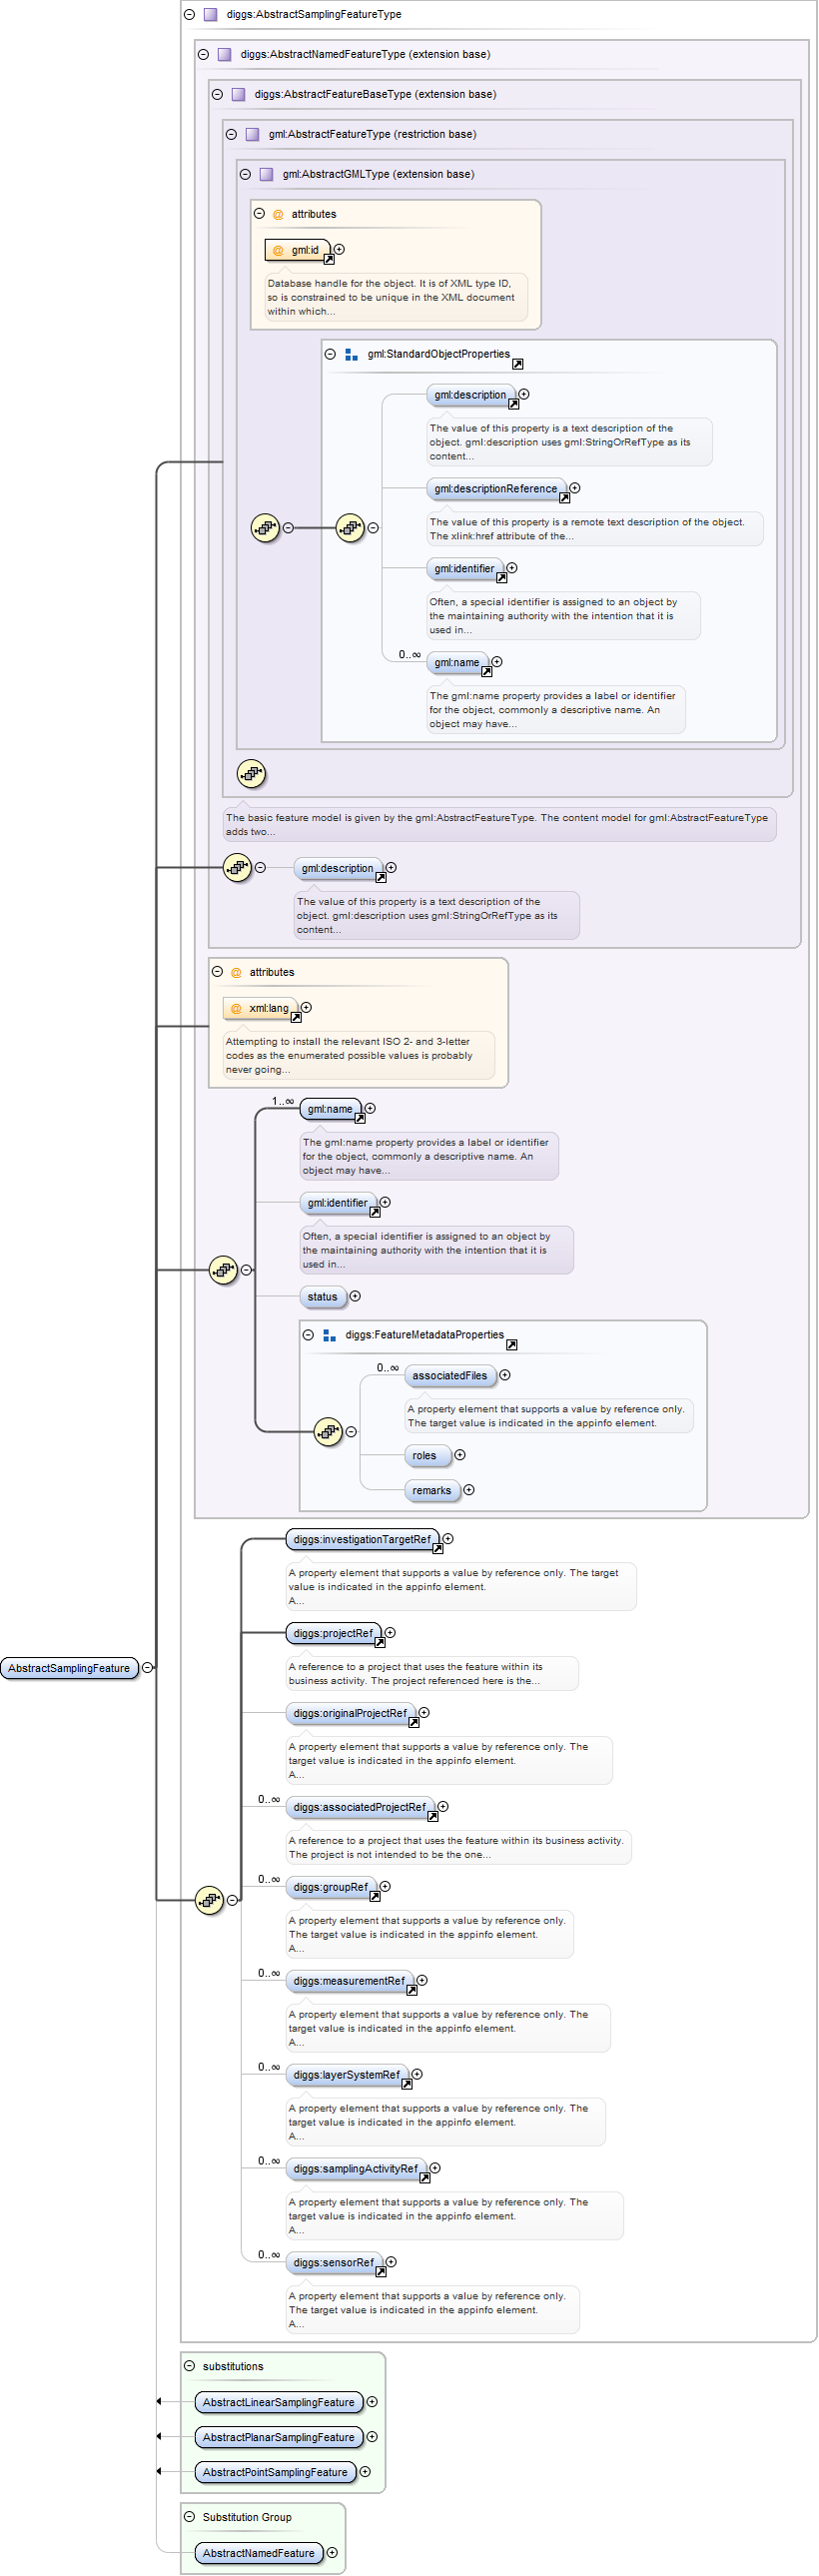 diggs:AbstractSamplingFeatureType
diggs:AbstractNamedFeatureType (extension base)
diggs:AbstractFeatureBaseType (extension base)
gml:AbstractFeatureType (restriction base)
gml:AbstractGMLType (extension base)
@ attributes
@ gml:id
Database handle for the object. It is of XML type ID,
so is constrained to be unique in the XML document
within which...
gml:StandardObjectProperties
gml:description
The value of this property is a text description of the
object. gml:description uses gml:StringOrRefType as its
content...
gml:descriptionReference
The value of this property is a remote text description of the object.
The xlink:href attribute of the...
gml:identifier
Often, a special identifier is assigned to an object by
the maintaining authority with the intention that it is
used in...
0..∞
gml:name
The gml:name property provides a label or identifier
for the object, commonly a descriptive name. An
object may have...
The basic feature model is given by the gml:AbstractFeatureType. The content model for gml:AbstractFeatureType
adds two...
gml:description
The value of this property is a text description of the
object. gml:description uses gml:StringOrRefType as its
content...
@ attributes
@ xml:lang
Attempting to install the relevant ISO 2- and 3-letter
codes as the enumerated possible values is probably
never going...
1..∞
gml:name
The gml:name property provides a label or identifier
for the object, commonly a descriptive name. An
object may have...
gml:identifier
Often, a special identifier is assigned to an object by
the maintaining authority with the intention that it is
used in...
status
diggs:FeatureMetadataProperties
0..∞
associatedFiles
A property element that supports a value by reference only.
The target value is indicated in the appinfo element.
roles
remarks
diggs:investigationTargetRef
A property element that supports a value by reference only. The target
value is indicated in the appinfo element.
A...
diggs:projectRef
A reference to a project that uses the feature within its
business activity. The project referenced here is the...
AbstractSamplingFeature
diggs:originalProjectRef
A property element that supports a value by reference only. The
target value is indicated in the appinfo element.
A...
0..∞
diggs:associatedProjectRef
A reference to a project that uses the feature within its business activity.
The project is not intended to be the one...
0..∞
diggs:groupRef
A property element that supports a value by reference only.
The target value is indicated in the appinfo element.
A...
0..∞
diggs:measurementRef
A property element that supports a value by reference only. The
target value is indicated in the appinfo element.
A...
0..∞
diggs:layerSystemRef
A property element that supports a value by reference only. The
target value is indicated in the appinfo element.
A...
0..∞
diggs:samplingActivityRef
A property element that supports a value by reference only. The
target value is indicated in the appinfo element.
A...
0..∞
diggs:sensorRef
A property element that supports a value by reference only.
The target value is indicated in the appinfo element.
A...
substitutions
AbstractLinearSamplingFeature
AbstractPlanarSamplingFeature
AbstractPointSamplingFeature
Substitution Group
AbstractNamedFeature